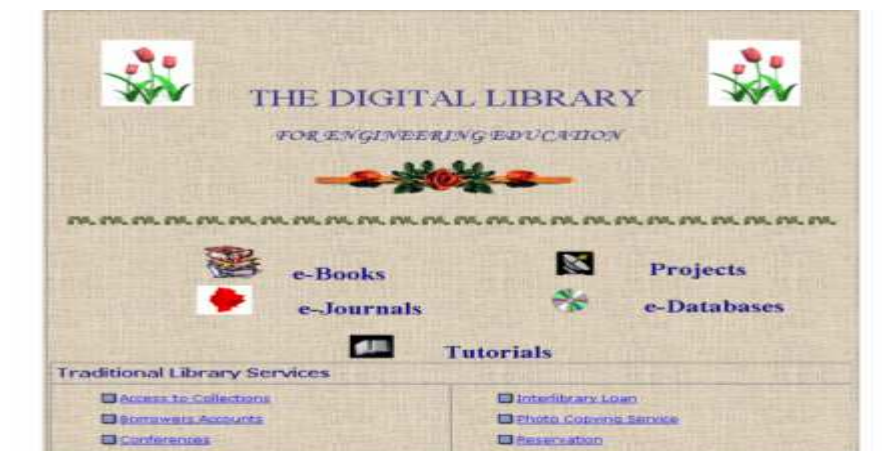 THE DIGITAL LIBRARY
FOR ENGINEERING EDUCATION
e-Books Projects
e-Journals e-Databases
Tutorials
Traditional Library Services
Access to Collections Interlibrary Loan
Borrowers Accounts Photo Copying Service
Conferences Reservation